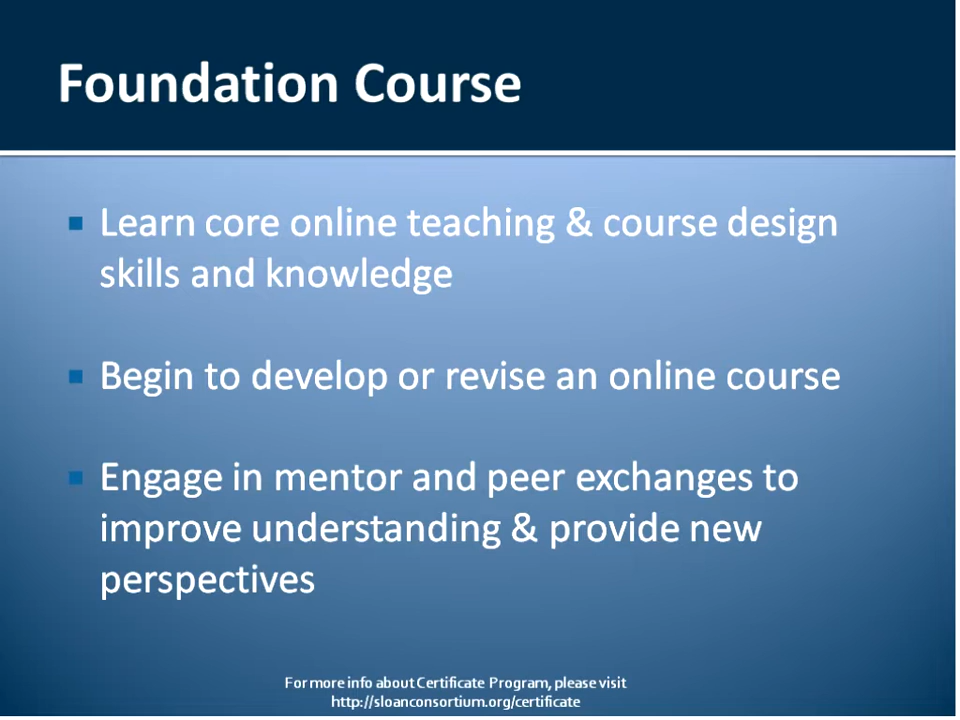 Foundation Course
Learn core online teaching & course design
skills and knowledge
Begin to develop or revise an online course
Engage in mentor and peer exchanges to
improve understanding & provide new
perspectives
For more info about Certificate Program, please visit
http://sloanconsortium.org/certificate